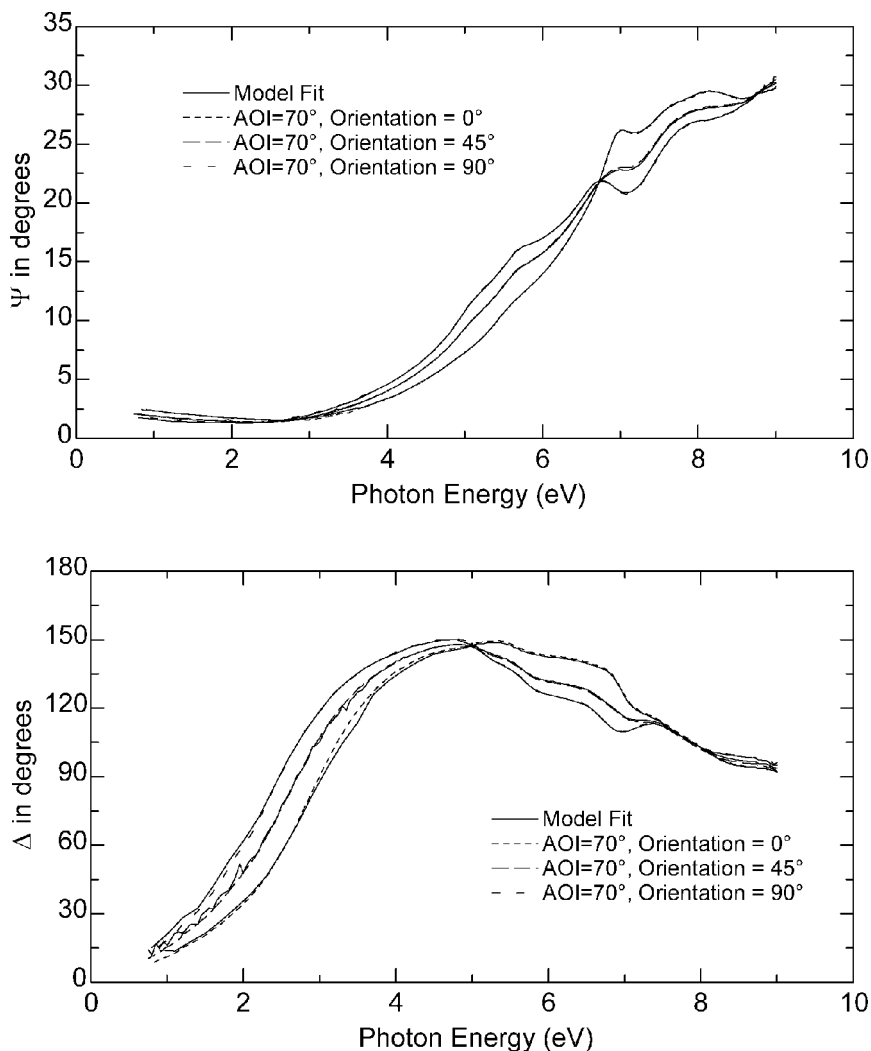 35
30
25
20
15
10
5
0
Ψ in degrees
Model Fit
AOI=70°, Orientation = 0°
AOI=70°, Orientation = 45°
AOI=70°, Orientation = 90°
0 2 4 6 8 10
Photon Energy (eV)
180
150
120
90
60
30
0
Δ in degrees
Model Fit
AOI=70°, Orientation = 0°
AOI=70°, Orientation = 45°
AOI=70°, Orientation = 90°
0 2 4 6 8 10
Photon Energy (eV)